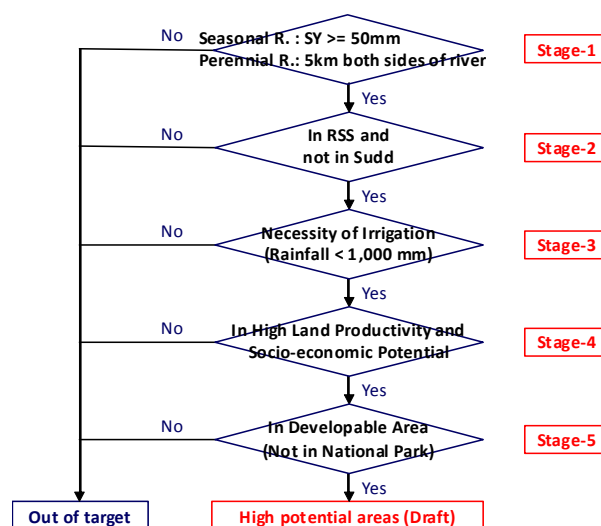 No
Seasonal R. : SY >= 50mm
Perennial R.: 5km both sides of river
Stage-1
Yes
No
In RSS and
not in Sudd
Stage-2
Yes
No
Necessity of Irrigation
(Rainfall < 1,000 mm)
Stage-3
Yes
No
In High Land Productivity and
Socio-economic Potential
Stage-4
Yes
No
In Developable Area
(Not in National Park)
Stage-5
Yes
Out of target
High potential areas (Draft)